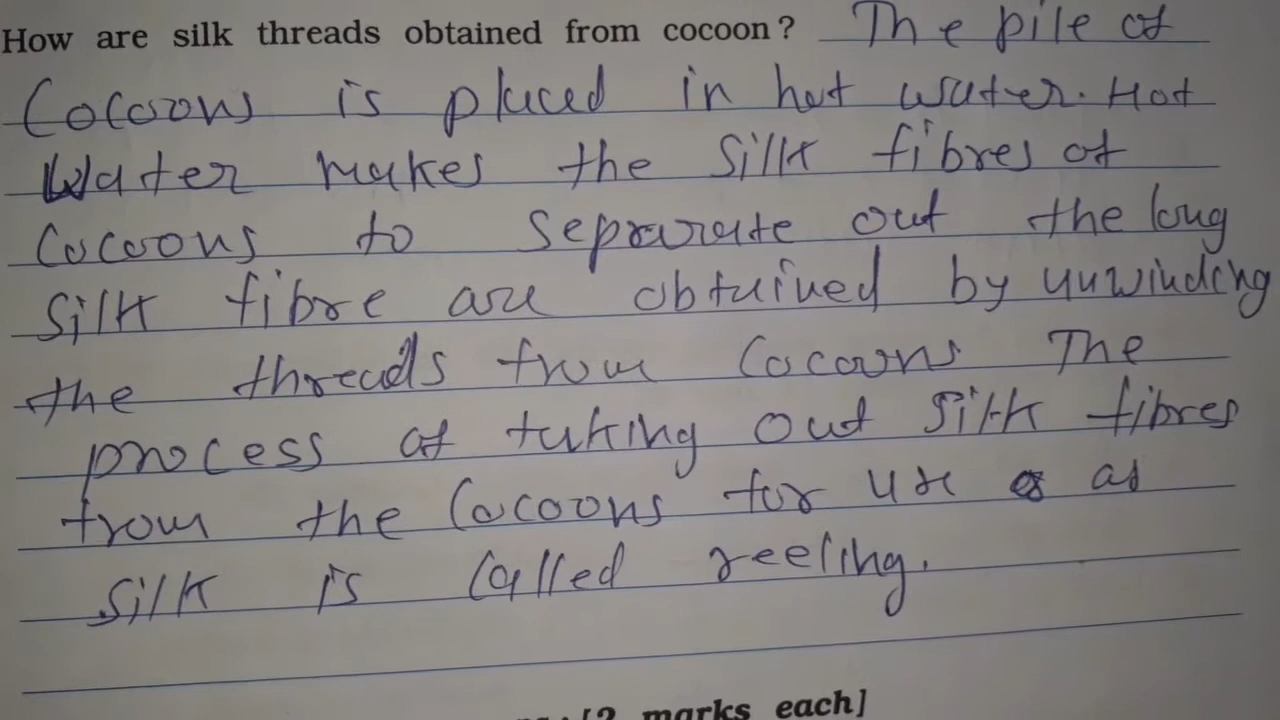 How are silk threads obtained from cocoon? The pile of
Cocoons is placed in hot water. Hot
Water makes the silk fibres of
Cocoons to separate out the long
silk fibre are obtained by unwinding
the threads from Cocoons The
process of taking out silk fibres
from the Cocoons for use as
silk is called reeling.
[2 marks each]